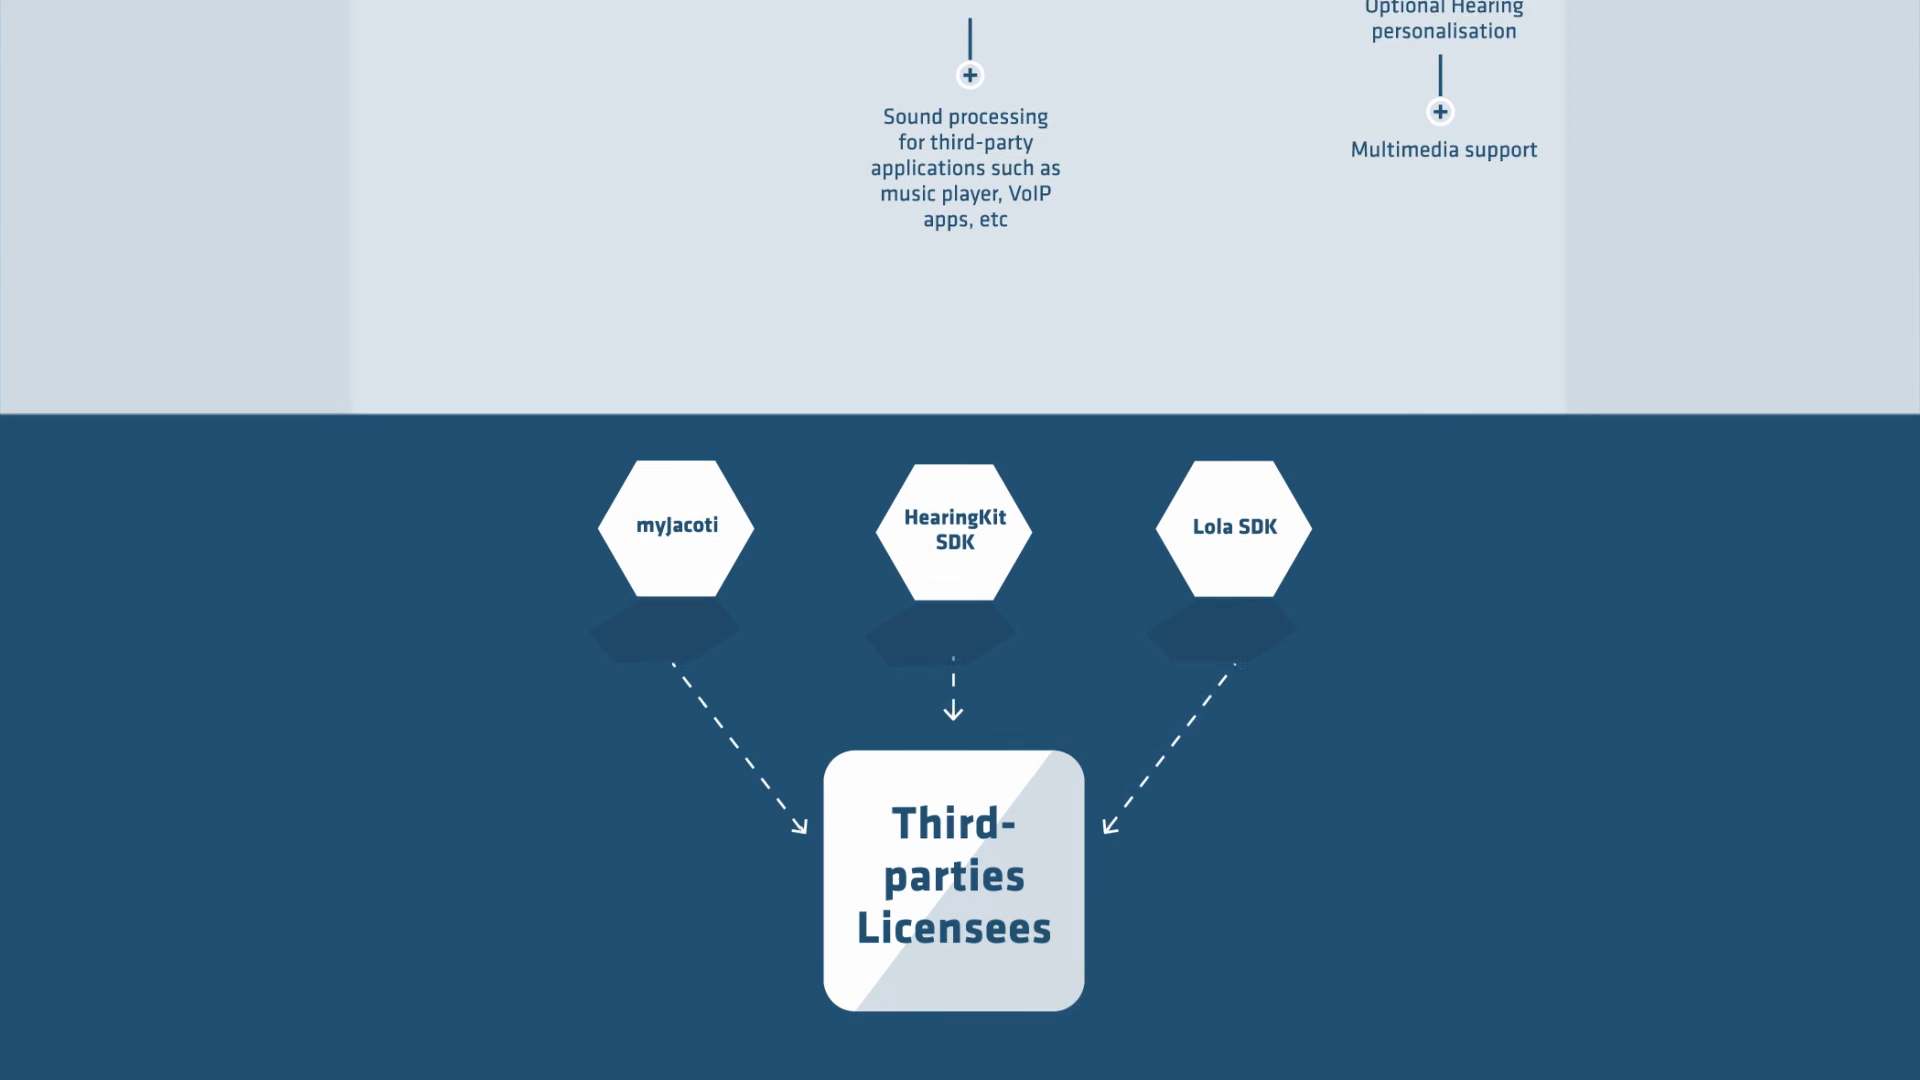 Optional Hearing
personalisation
+
+
Sound processing
for third-party
applications such as
music player, VoIP
apps, etc
Multimedia support
myJacoti
HearingKit
SDK
Lola SDK
Third-
parties
Licensees